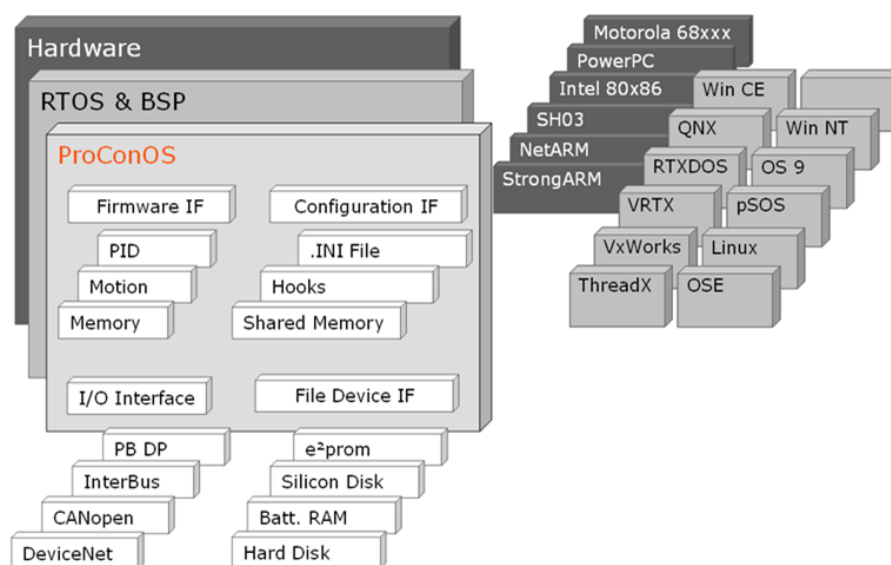 Hardware
RTOS & BSP
ProConOS
Firmware IF
PID
Motion
Memory
Configuration IF
.INI File
Hooks
Shared Memory
I/O Interface
PB DP
InterBus
CANopen
DeviceNet
File Device IF
e²prom
Silicon Disk
Batt. RAM
Hard Disk
Motorola 68xxx
PowerPC
Intel 80x86
SH03
NetARM
StrongARM
Win CE
QNX
Win NT
RTXDOS
OS 9
VRTX
pSOS
VxWorks
Linux
ThreadX
OSE